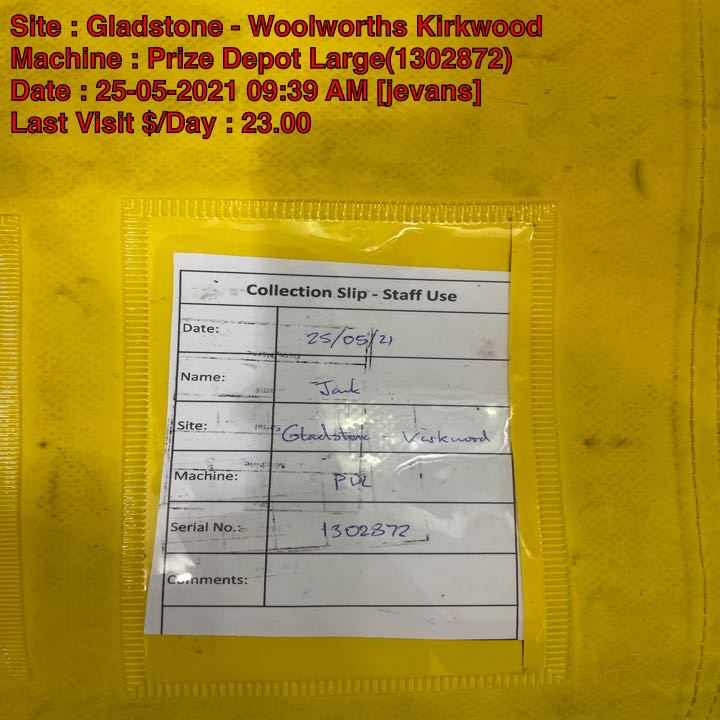 Site : Gladstone - Woolworths Kirkwood
Machine : Prize Depot Large(1302872)
Date : 25-05-2021 09:39 AM [jevans]
Last Visit $/Day : 23.00
Collection Slip - Staff Use
Date: 25/05/21
Name:
Site: Gladstone - Kirkwood
Machine: PDL
Serial No.: 1302872
Comments: